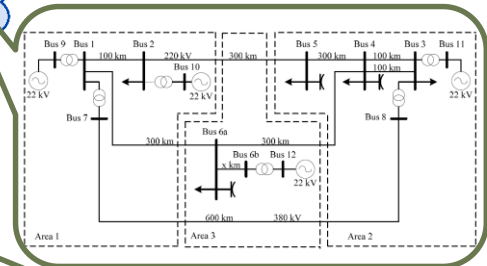 Bus 9 Bus 1 Bus 2 Bus 5 Bus 4 Bus 3 Bus 11
100 km 220 kV 300 km 300 km 100 km
Bus 10 100 km
22 kV 22 kV 22 kV
Bus 7 Bus 8
Bus 6a
300 km 300 km
Bus 6b Bus 12
x km
22 kV
600 km 380 kV
Area 1 Area 3 Area 2